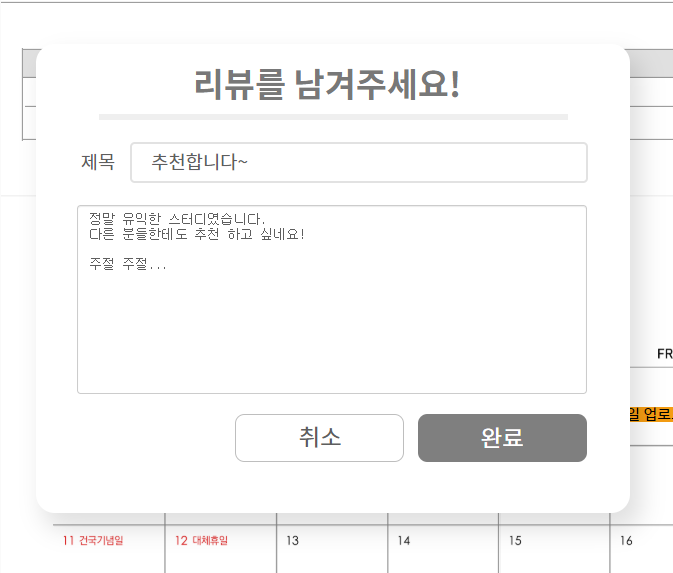 리뷰를 남겨주세요!
제목 추천합니다~
정말 유익한 스터디였습니다.
다른 분들한테도 추천 하고 싶네요!
주절 주절...
FR
일 업로
취소 완료
11 건국기념일 12 대체휴일 13 14 15 16